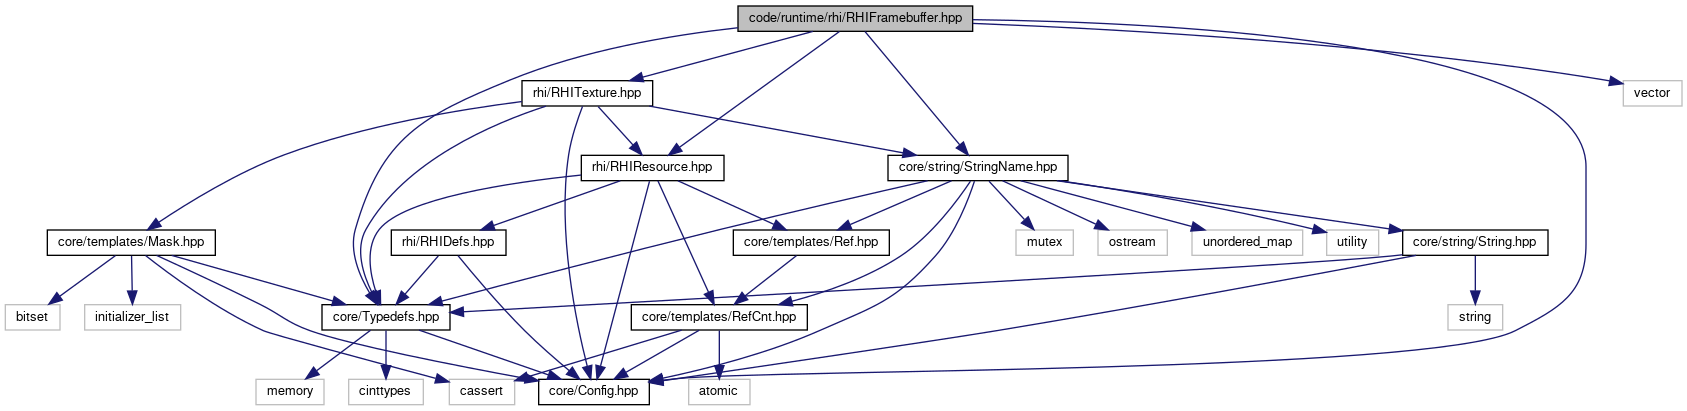 code/runtime/rhi/RHIFramebuffer.hpp
rhi/RHITexture.hpp
vector
rhi/RHIResource.hpp
core/string/StringName.hpp
core/templates/Mask.hpp
rhi/RHIDefs.hpp
core/templates/Ref.hpp
mutex
ostream
unordered_map
utility
core/string/String.hpp
bitset
initializer_list
core/Typedefs.hpp
core/templates/RefCnt.hpp
string
memory
cinttypes
cassert
core/Config.hpp
atomic